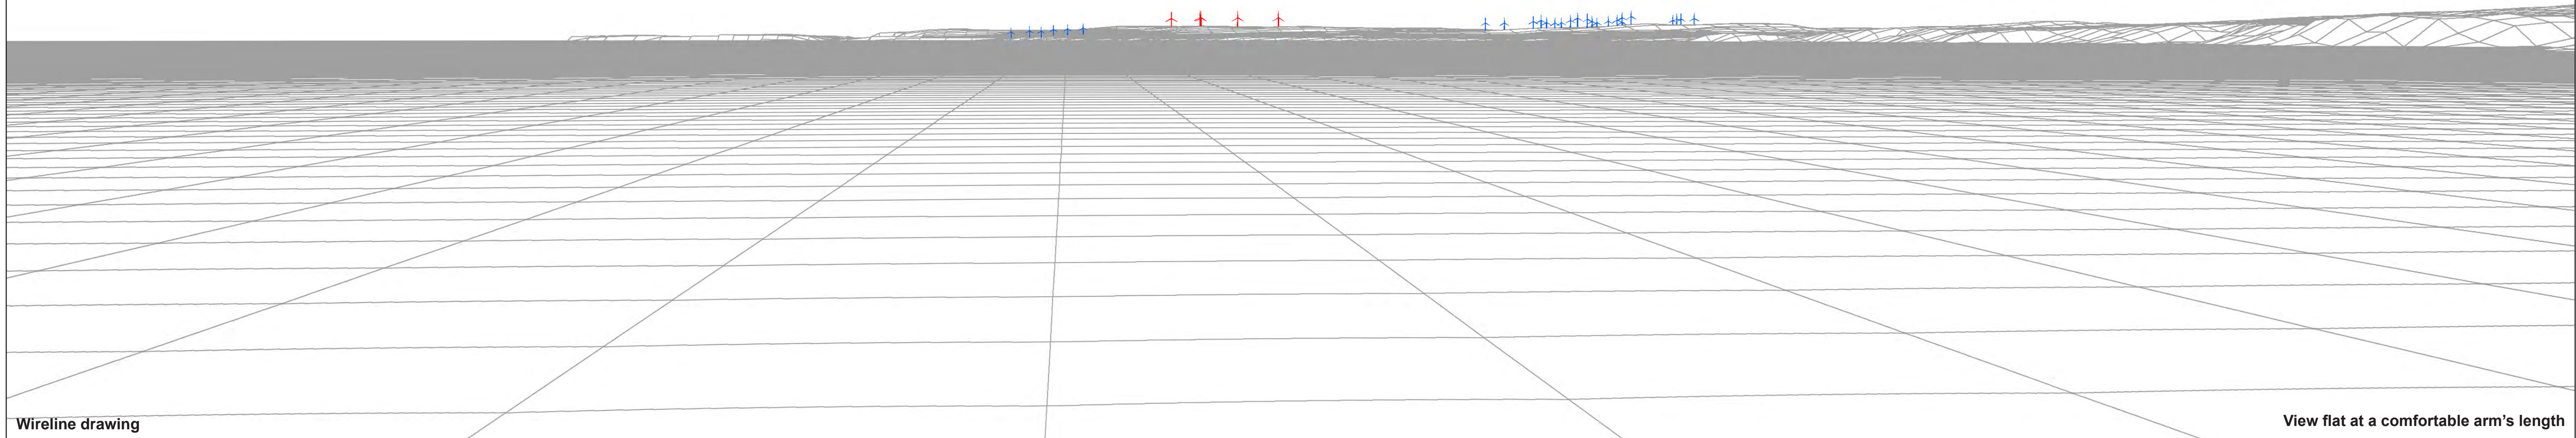 Wireline drawing
View flat at a comfortable arm’s length